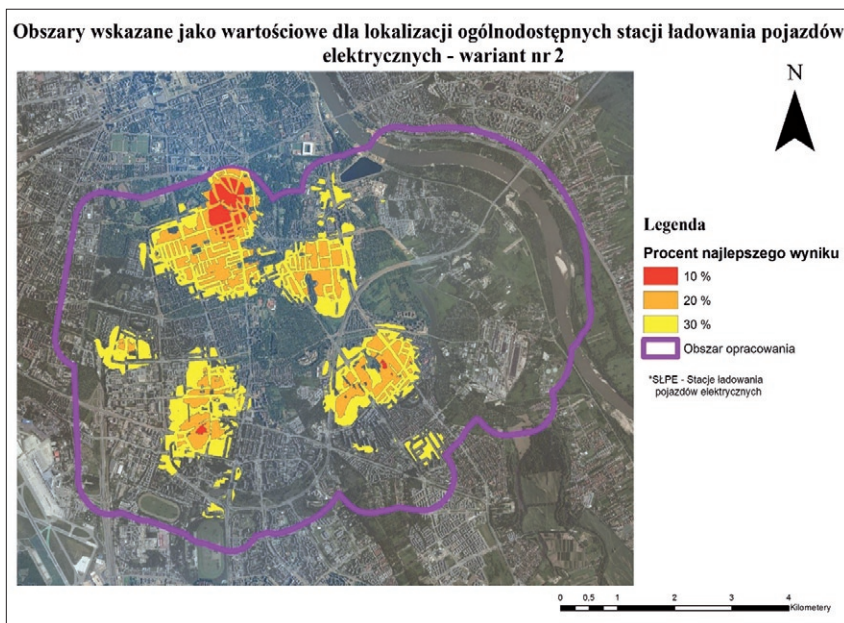 Obszary wskazane jako wartościowe dla lokalizacji ogólnodostępnych stacji ładowania pojazdów
elektrycznych - wariant nr 2
N
Legenda
Procent najlepszego wyniku
10 %
20 %
30 %
Obszar opracowania
*SŁPE - Stacje ładowania
pojazdów elektrycznych
0 0,5 1 2 3 4
Kilometery